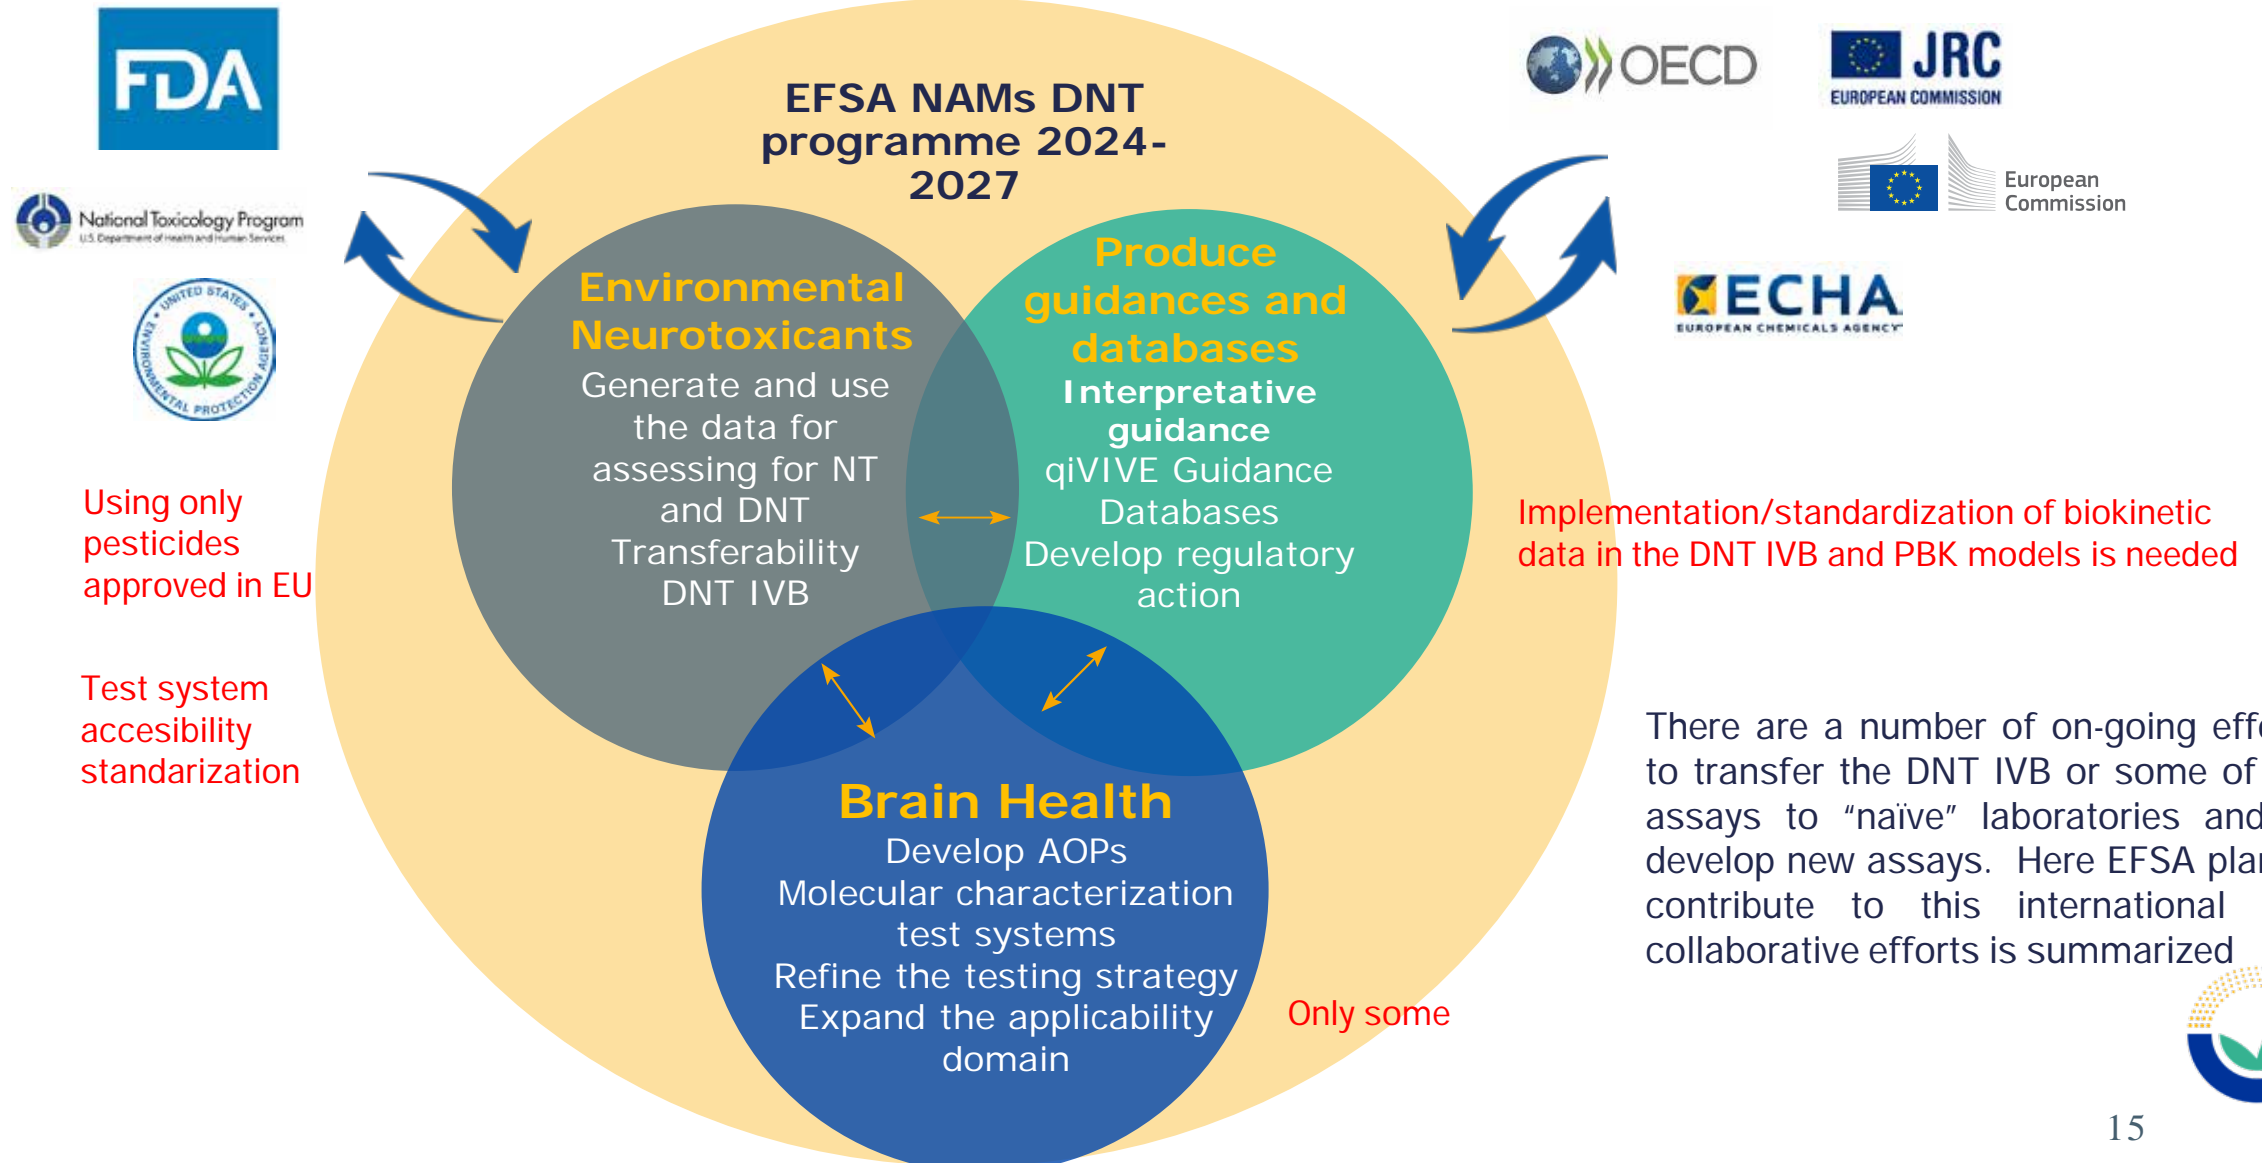 FDA
National Toxicology Program
U.S. Department of Health and Human Services
UNITED STATES
ENVIRONMENTAL PROTECTION AGENCY
Using only
pesticides
approved in EU
Test system
accesibility
standarization
EFSA NAMs DNT
programme 2024-
2027
Environmental
Neurotoxicants
Generate and use
the data for
assessing for NT
and DNT
Transferability
DNT IVB
Produce
guidances and
databases
Interpretative
guidance
qiVIVE Guidance
Databases
Develop regulatory
action
Brain Health
Develop AOPs
Molecular characterization
test systems
Refine the testing strategy
Expand the applicability
domain
Only some
OECD
JRC
EUROPEAN COMMISSION
European
Commission
ECHA
EUROPEAN CHEMICALS AGENCY
Implementation/standardization of biokinetic
data in the DNT IVB and PBK models is needed
There are a number of on-going
to transfer the DNT IVB or some of
assays to “naïve” laboratories and
develop new assays. Here EFSA
contribute to this international
collaborative efforts is summarized
15